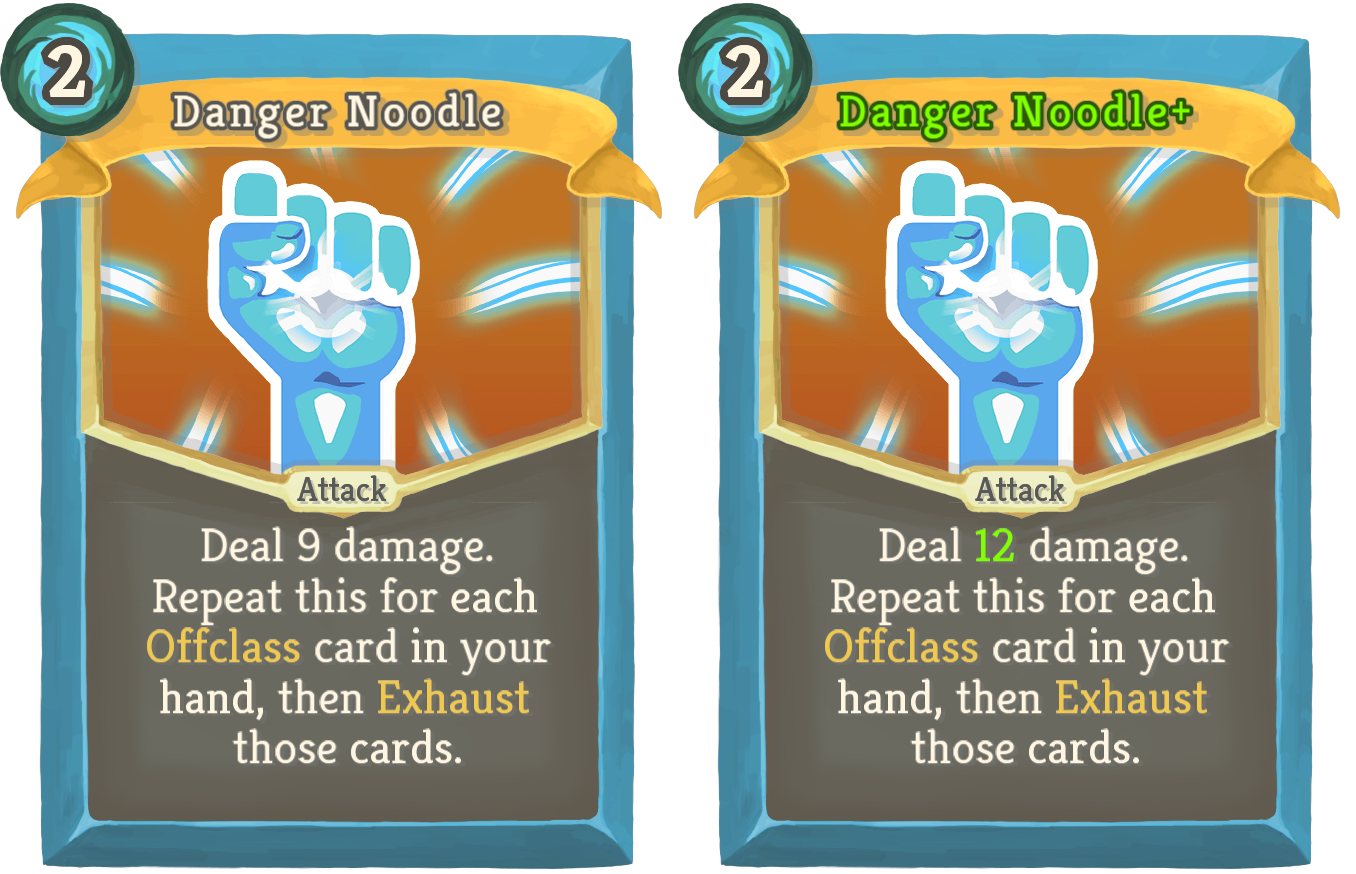 2
Danger Noodle
Attack
Deal 9 damage.
Repeat this for each
Offclass card in your
hand, then Exhaust
those cards.
2
Danger Noodle+
Attack
Deal 12 damage.
Repeat this for each
Offclass card in your
hand, then Exhaust
those cards.